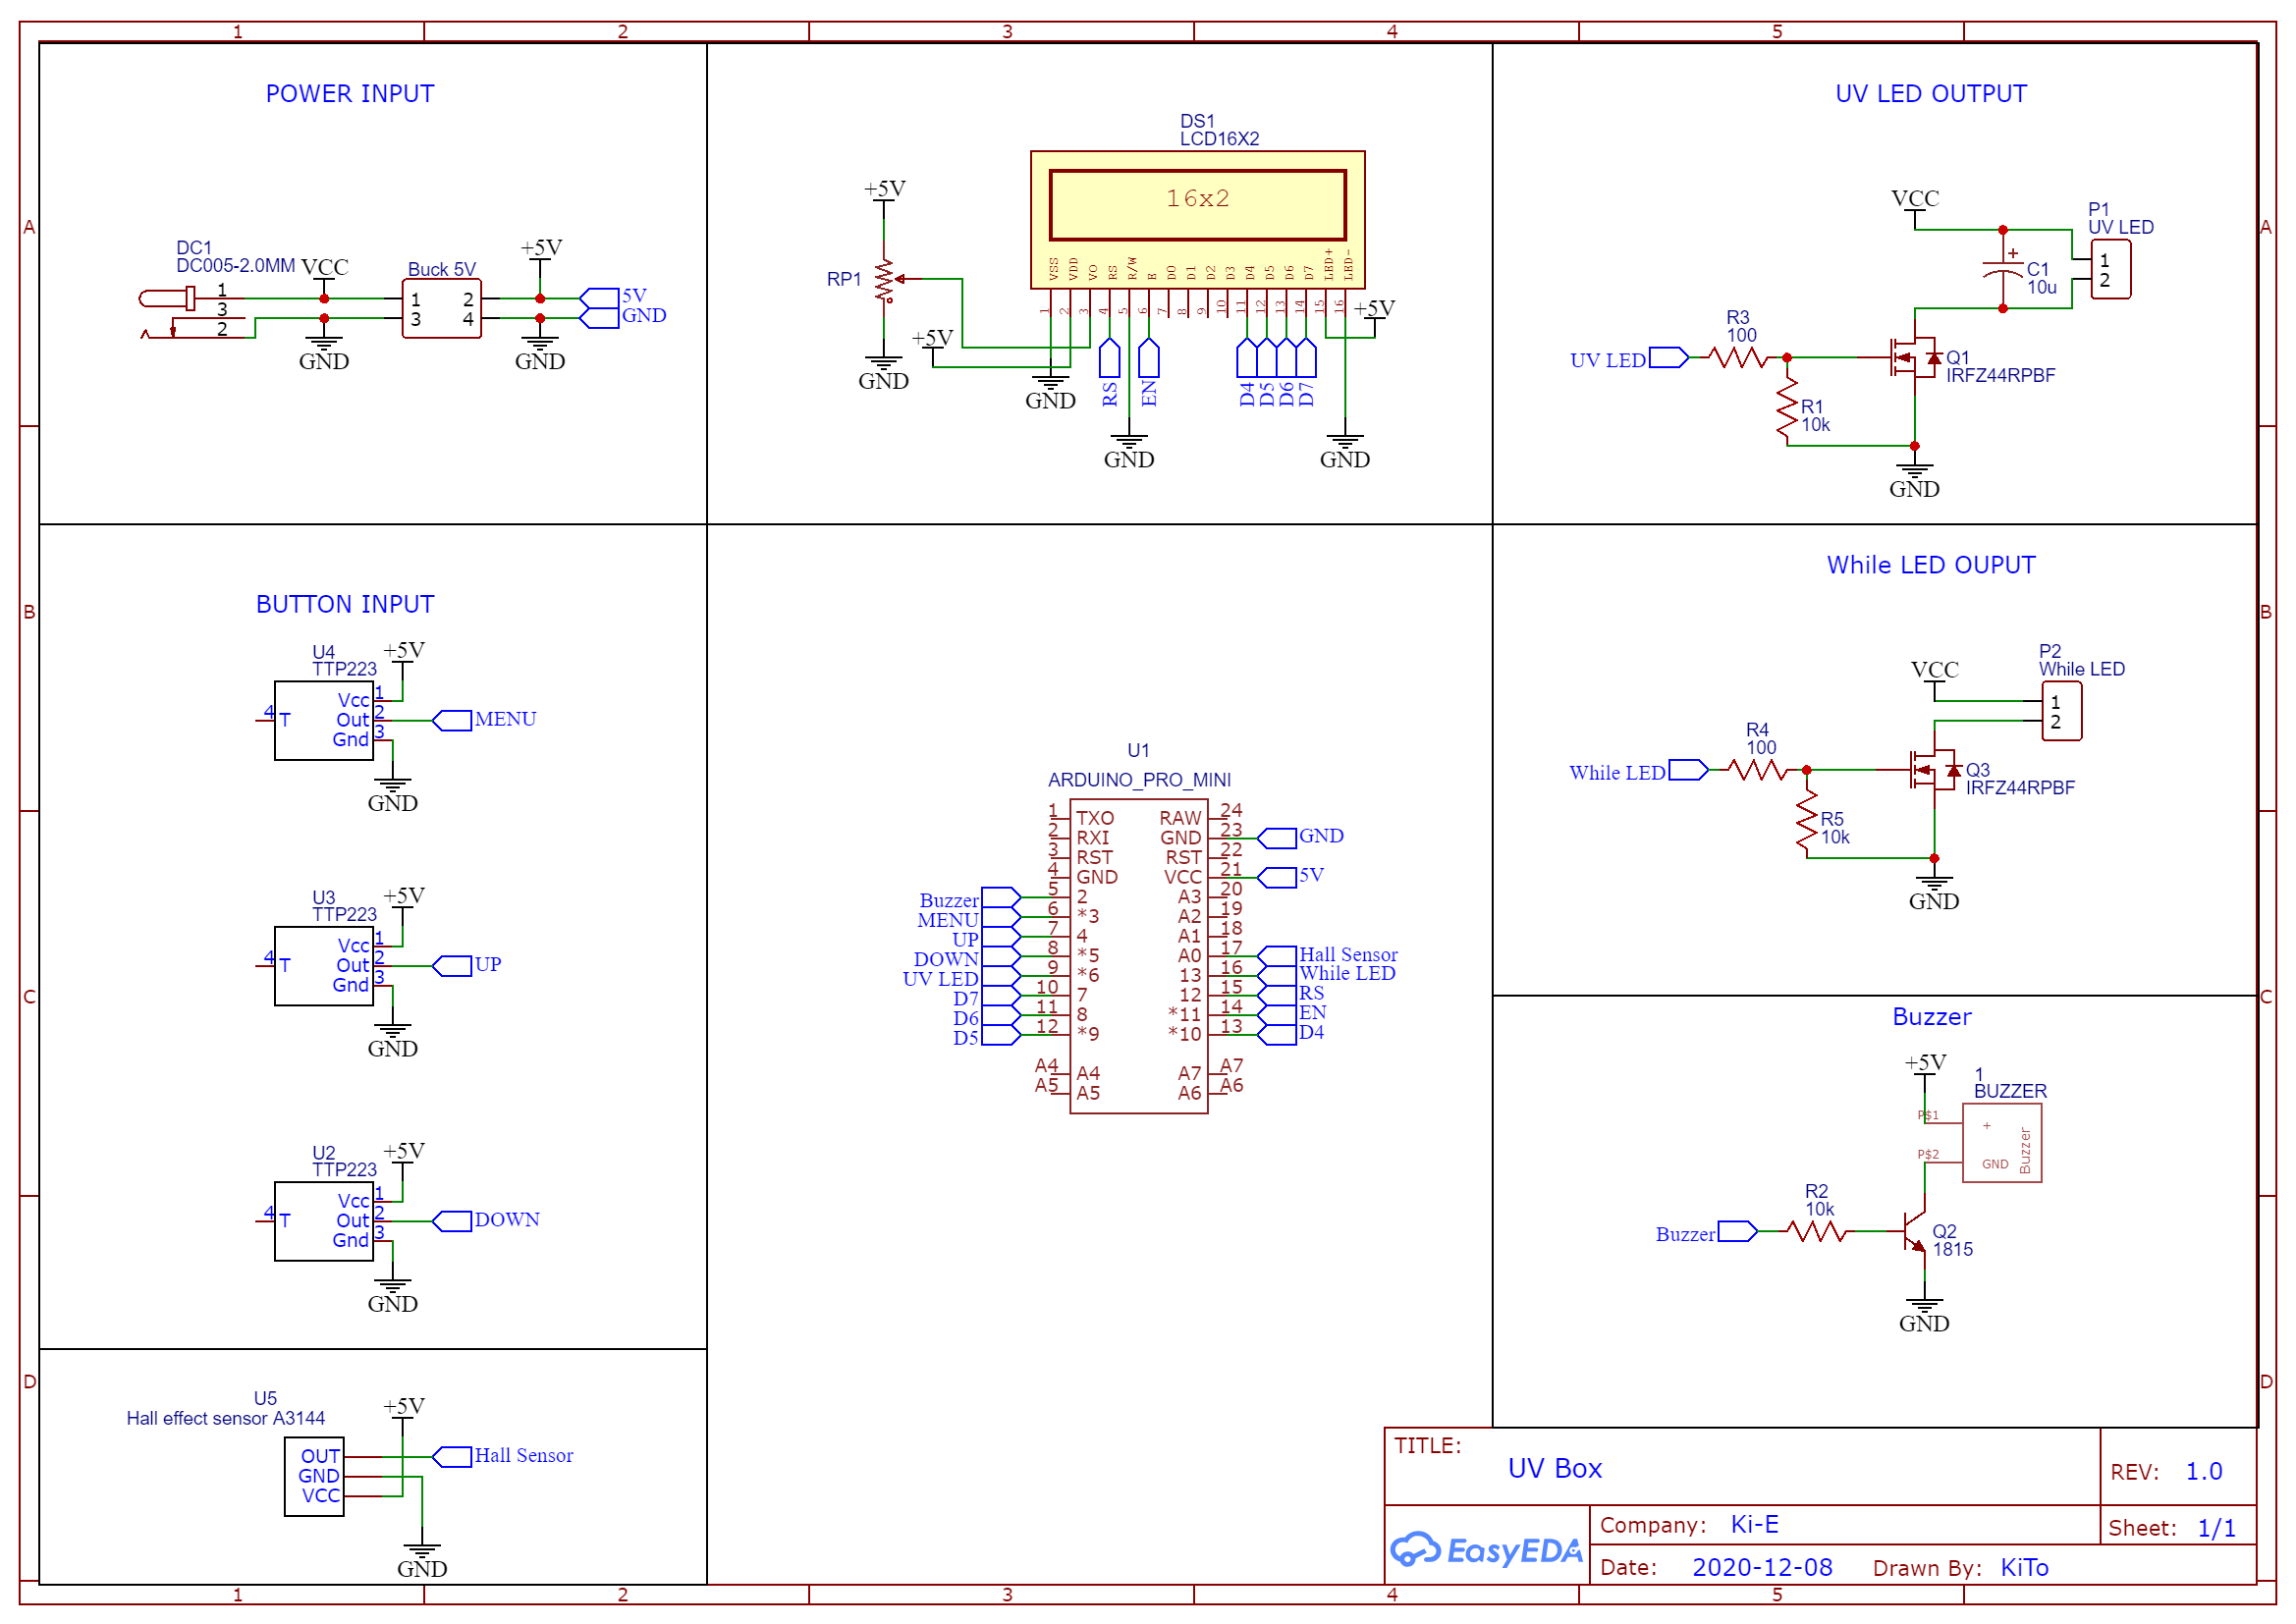 1 2 3 4 5
A
B
C
D
A
B
C
D
1 2 3 4 5
POWER INPUT
DC1
DC005-2.0MM
1
3
2
VCC
GND
Buck 5V
1 2
3 4
+5V
GND
5V
GND
DS1
LCD16X2
16x2
VSS VDD VO RS R/W E D0 D1 D2 D3 D4 D5 D6 D7 LED+ LED-
1 2 3 4 5 6 7 8 9 10 11 12 13 14 15 16
+5V
RP1
GND
+5V
GND
RS
EN
GND
D4 D5 D6 D7
+5V
GND
UV LED OUTPUT
VCC
P1
UV LED
1
2
+
C1
10u
R3
100
UV LED
Q1
IRFZ44RPBF
R1
10k
GND
BUTTON INPUT
U4
TTP223
+5V
4 T
Vcc 1
Out 2
Gnd 3
MENU
GND
U3
TTP223
+5V
4 T
Vcc 1
Out 2
Gnd 3
UP
GND
U2
TTP223
+5V
4 T
Vcc 1
Out 2
Gnd 3
DOWN
GND
U5
Hall effect sensor A3144
+5V
OUT
GND
VCC
Hall Sensor
GND
U1
ARDUINO_PRO_MINI
1 TXO RAW 24
2 RXI GND 23 GND
3 RST RST 22
4 GND VCC 21 5V
Buzzer 5 2 A3 20
MENU 6 *3 A2 19
UP 7 4 A1 18
DOWN 8 *5 A0 17 Hall Sensor
UV LED 9 *6 13 16 While LED
D7 10 7 12 15 RS
D6 11 8 *11 14 EN
D5 12 *9 *10 13 D4
A4 A4 A7 A7
A5 A5 A6 A6
While LED OUPUT
VCC
P2
While LED
1
2
R4
100
While LED
Q3
IRFZ44RPBF
R5
10k
GND
Buzzer
+5V
1
BUZZER
P$1
+
P$2
GND
Buzzer
R2
10k
Buzzer
Q2
1815
GND
TITLE:
UV Box
REV: 1.0
EasyEDA
Company: Ki-E
Sheet: 1/1
Date: 2020-12-08 Drawn By: KiTo